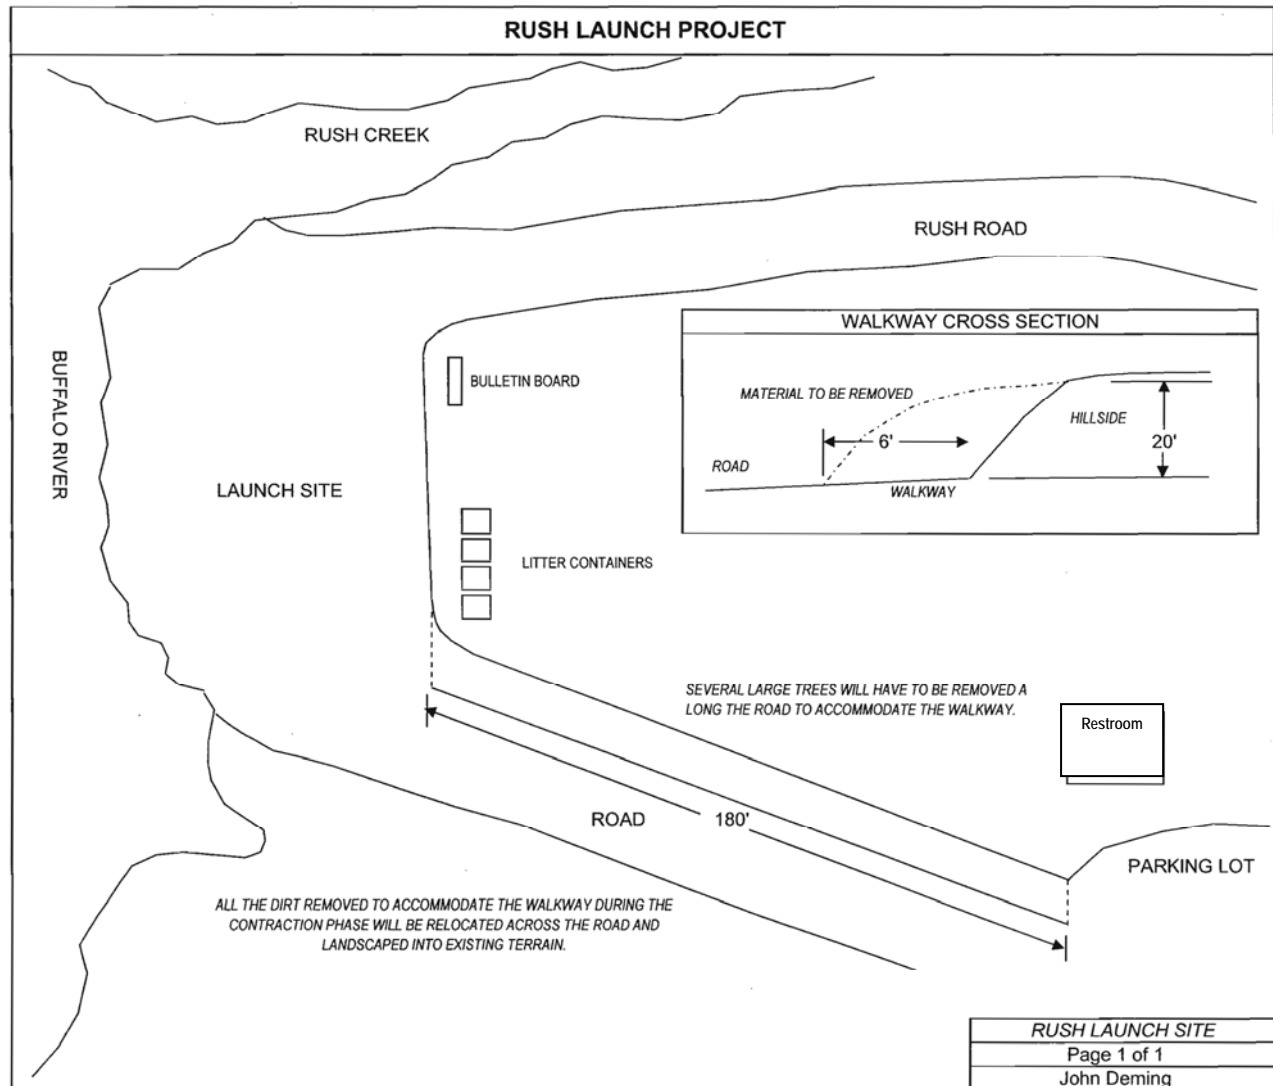 RUSH LAUNCH PROJECT
RUSH CREEK
RUSH ROAD
WALKWAY CROSS SECTION
BUFFALO RIVER
BULLETIN BOARD
MATERIAL TO BE REMOVED
HILLSIDE
6'
20'
ROAD
WALKWAY
LAUNCH SITE
LITTER CONTAINERS
SEVERAL LARGE TREES WILL HAVE TO BE REMOVED A
LONG THE ROAD TO ACCOMMODATE THE WALKWAY.
Restroom
ROAD
180'
PARKING LOT
ALL THE DIRT REMOVED TO ACCOMMODATE THE WALKWAY DURING THE
CONTRACTION PHASE WILL BE RELOCATED ACROSS THE ROAD AND
LANDSCAPED INTO EXISTING TERRAIN.
RUSH LAUNCH SITE
Page 1 of 1
John Deming